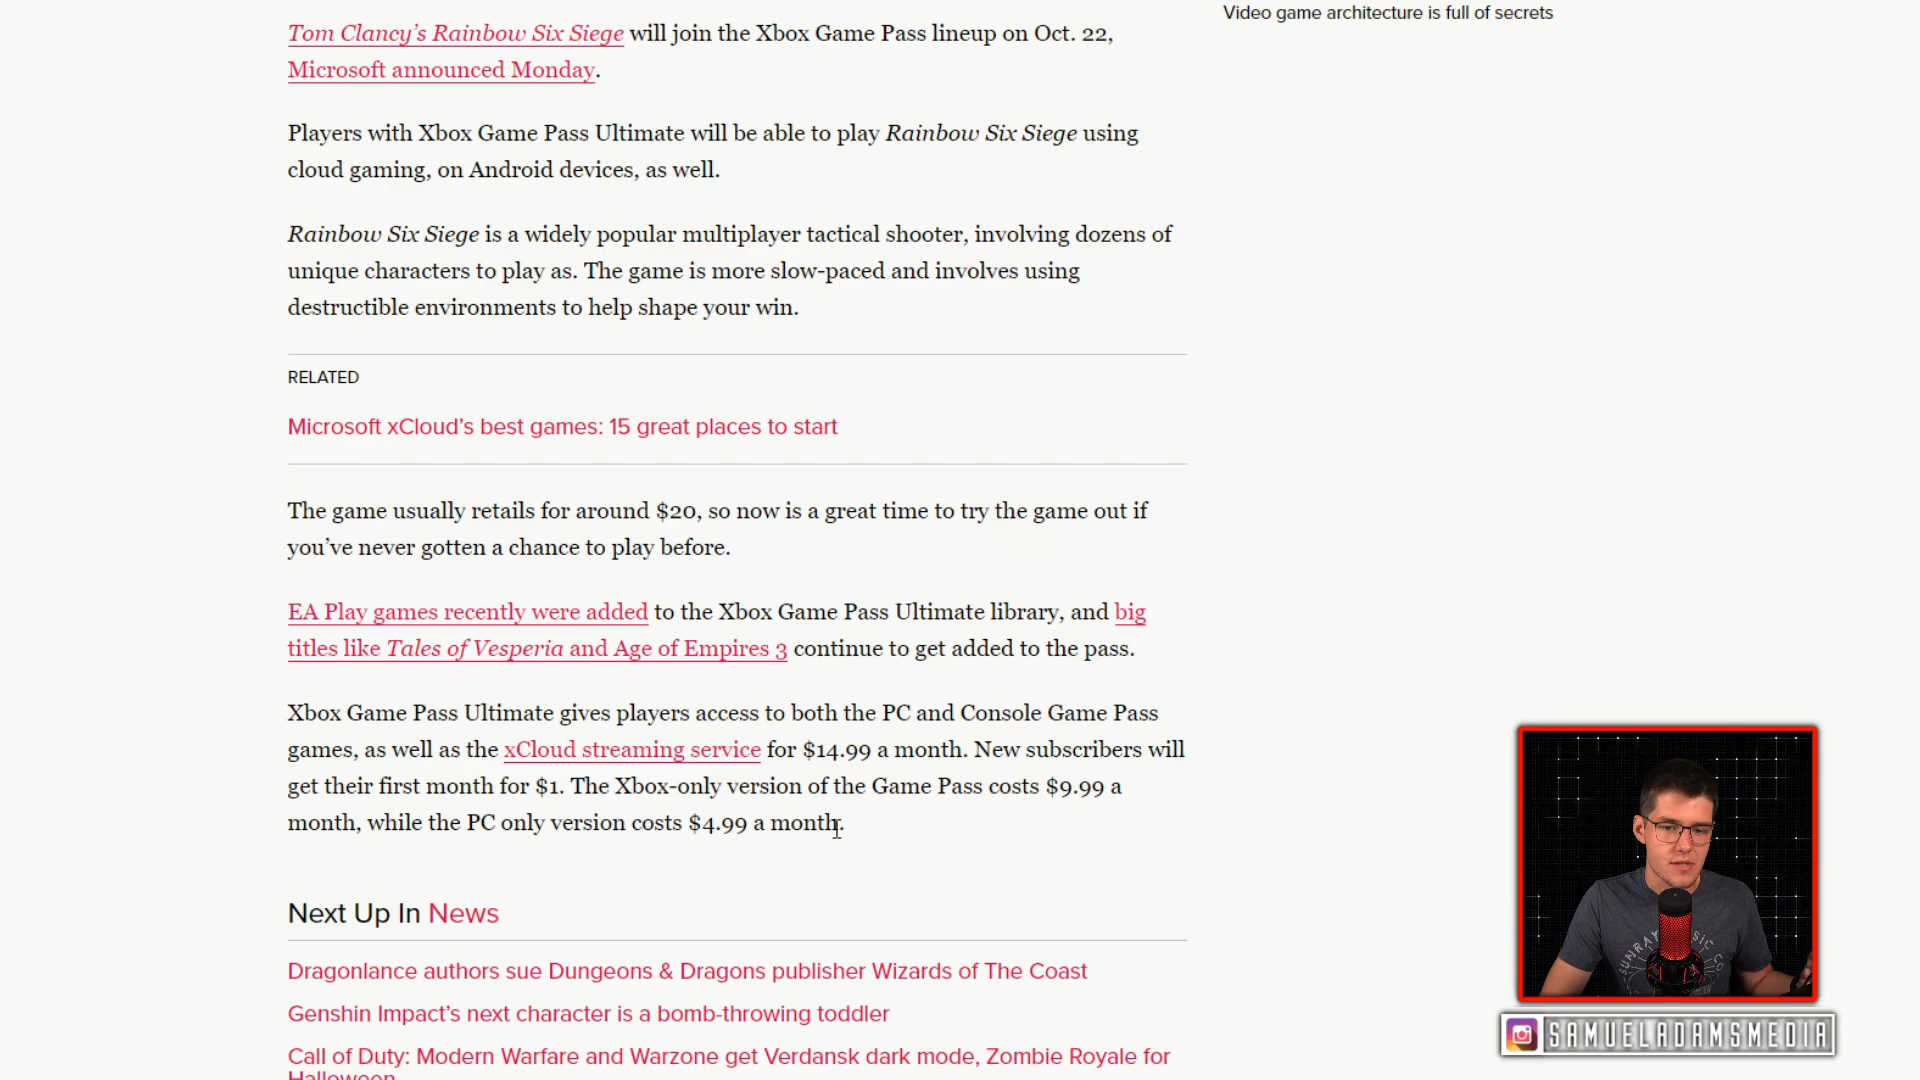 Video game architecture is full of secrets
Tom Clancy’s Rainbow Six Siege will join the Xbox Game Pass lineup on Oct. 22,
Microsoft announced Monday.
Players with Xbox Game Pass Ultimate will be able to play Rainbow Six Siege using
cloud gaming, on Android devices, as well.
Rainbow Six Siege is a widely popular multiplayer tactical shooter, involving dozens of
unique characters to play as. The game is more slow-paced and involves using
destructible environments to help shape your win.
RELATED
Microsoft xCloud’s best games: 15 great places to start
The game usually retails for around $20, so now is a great time to try the game out if
you’ve never gotten a chance to play before.
EA Play games recently were added to the Xbox Game Pass Ultimate library, and big
titles like Tales of Vesperia and Age of Empires 3 continue to get added to the pass.
Xbox Game Pass Ultimate gives players access to both the PC and Console Game Pass
games, as well as the xCloud streaming service for $14.99 a month. New subscribers will
get their first month for $1. The Xbox-only version of the Game Pass costs $9.99 a
month, while the PC only version costs $4.99 a month.
Next Up In News
Dragonlance authors sue Dungeons & Dragons publisher Wizards of The Coast
Genshin Impact’s next character is a bomb-throwing toddler
Call of Duty: Modern Warfare and Warzone get Verdansk dark mode, Zombie Royale for
Halloween
SAMUELADAMSMEDIA